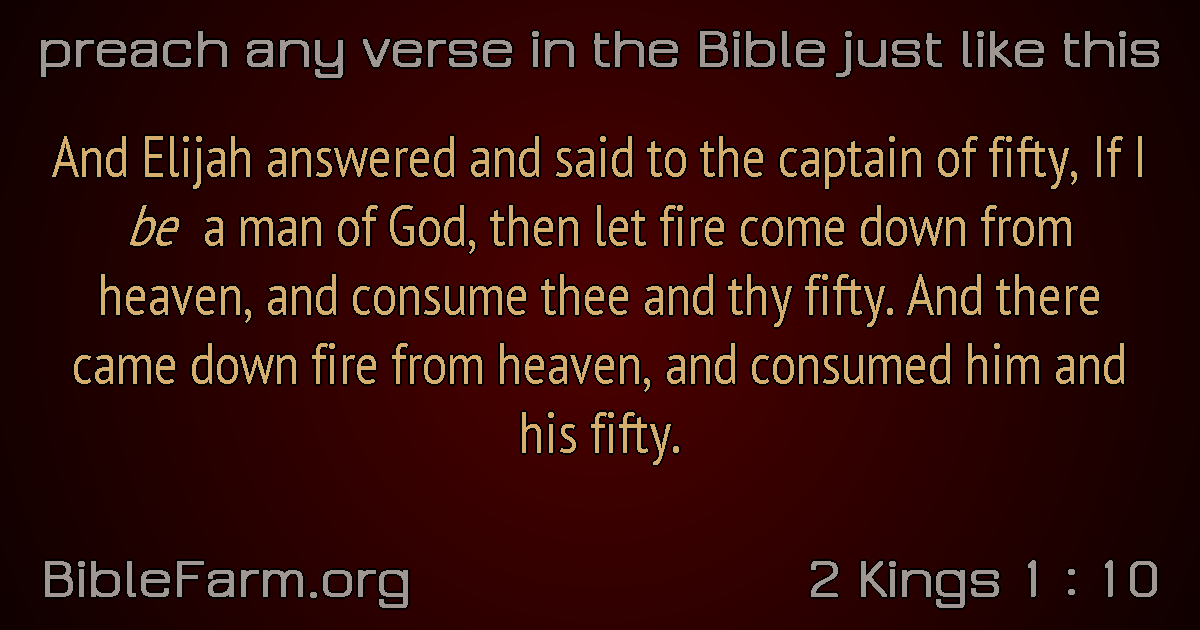 preach any verse in the Bible just like this
And Elijah answered and said to the captain of fifty, If I
be a man of God, then let fire come down from
heaven, and consume thee and thy fifty. And there
came down fire from heaven, and consumed him and
his fifty.
BibleFarm.org
2 Kings 1 : 10